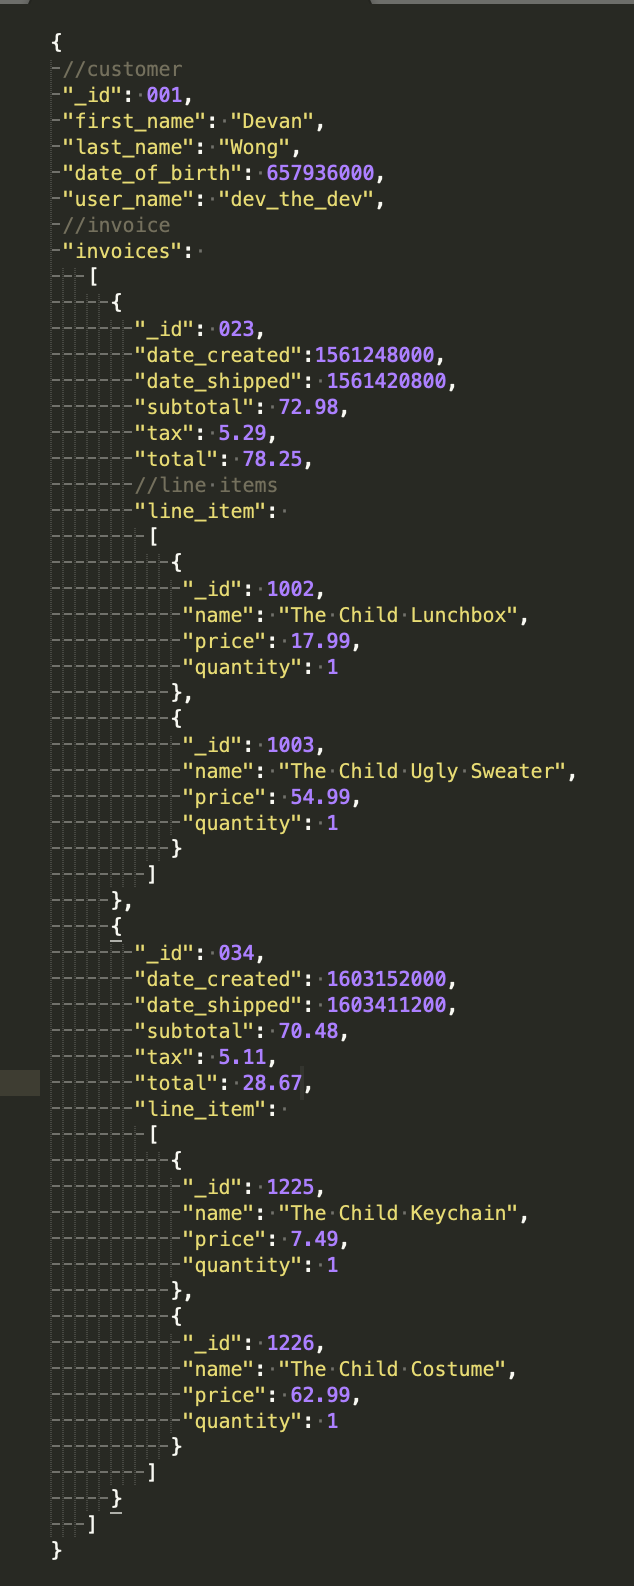 {
//customer
"_id": 001,
"first_name": "Devan",
"last_name": "Wong",
"date_of_birth": 657936000,
"user_name": "dev_the_dev",
//invoice
"invoices":
[
{
"_id": 023,
"date_created":1561248000,
"date_shipped": 1561420800,
"subtotal": 72.98,
"tax": 5.29,
"total": 78.25,
//line items
"line_item":
[
{
"_id": 1002,
"name": "The Child Lunchbox",
"price": 17.99,
"quantity": 1
},
{
"_id": 1003,
"name": "The Child Ugly Sweater",
"price": 54.99,
"quantity": 1
}
]
},
{
"_id": 034,
"date_created": 1603152000,
"date_shipped": 1603411200,
"subtotal": 70.48,
"tax": 5.11,
"total": 28.67,
"line_item":
[
{
"_id": 1225,
"name": "The Child Keychain",
"price": 7.49,
"quantity": 1
},
{
"_id": 1226,
"name": "The Child Costume",
"price": 62.99,
"quantity": 1
}
]
}
]
}